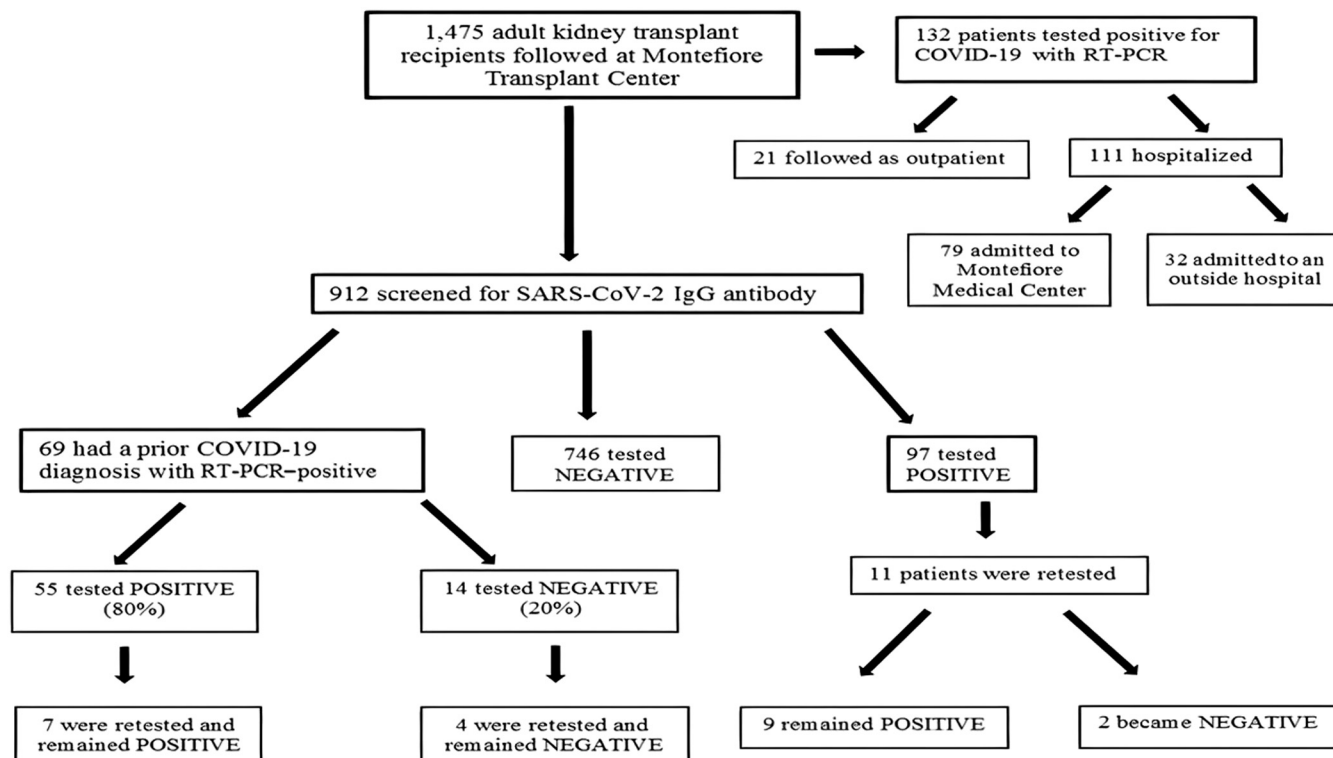 1,475 adult kidney transplant
recipients followed at Montefiore
Transplant Center
132 patients tested positive for
COVID-19 with RT-PCR
21 followed as outpatient
111 hospitalized
79 admitted to
Montefiore
Medical Center
32 admitted to an
outside hospital
912 screened for SARS-CoV-2 IgG antibody
69 had a prior COVID-19
diagnosis with RT-PCR–positive
746 tested
NEGATIVE
97 tested
POSITIVE
55 tested POSITIVE
(80%)
14 tested NEGATIVE
(20%)
11 patients were retested
7 were retested and
remained POSITIVE
4 were retested and
remained NEGATIVE
9 remained POSITIVE
2 became NEGATIVE